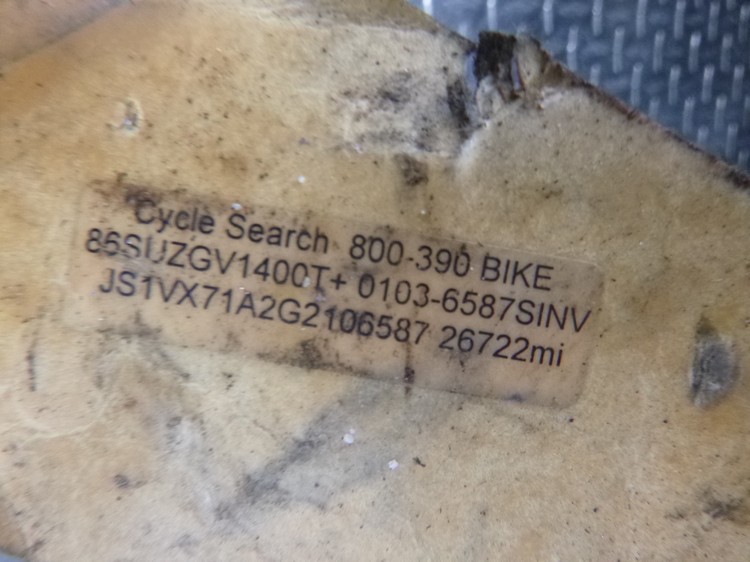 Cycle Search 800-390 BIKE
86SUZGV1400T+ 0103-6587SINV
JS1VX71A2G2106587 26722mi